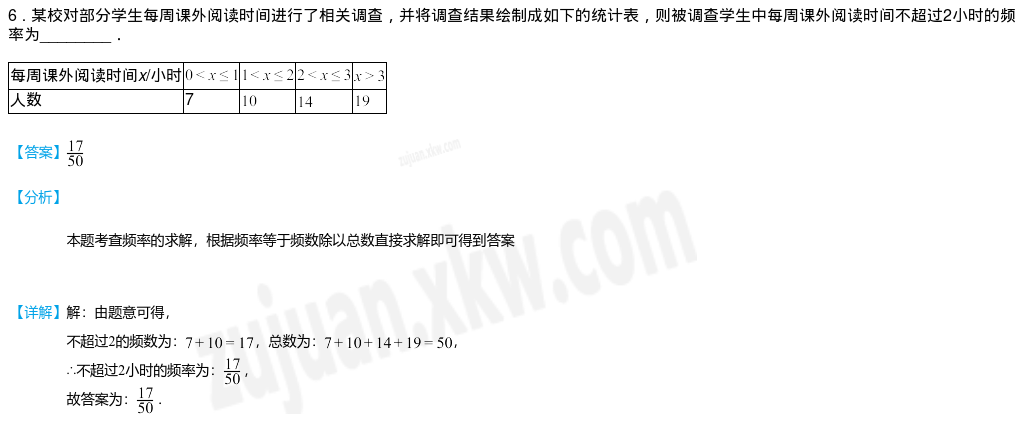 6．某校对部分学生每周课外阅读时间进行了相关调查，并将调查结果绘制成如下的统计表，则被调查学生中每周课外阅读时间不超过2小时的频
率为_________．
每周课外阅读时间x/小时 0<x≤1 1<x≤2 2<x≤3 x>3
人数 7 10 14 19
【答案】17/50
【分析】
本题考查频率的求解，根据频率等于频数除以总数直接求解即可得到答案
【详解】解：由题意可得，
不超过2的频数为：7+10=17，总数为：7+10+14+19=50，
∴不超过2小时的频率为：17/50，
故答案为：17/50．
zujuan.xkw.com
zujuan.xkw.com